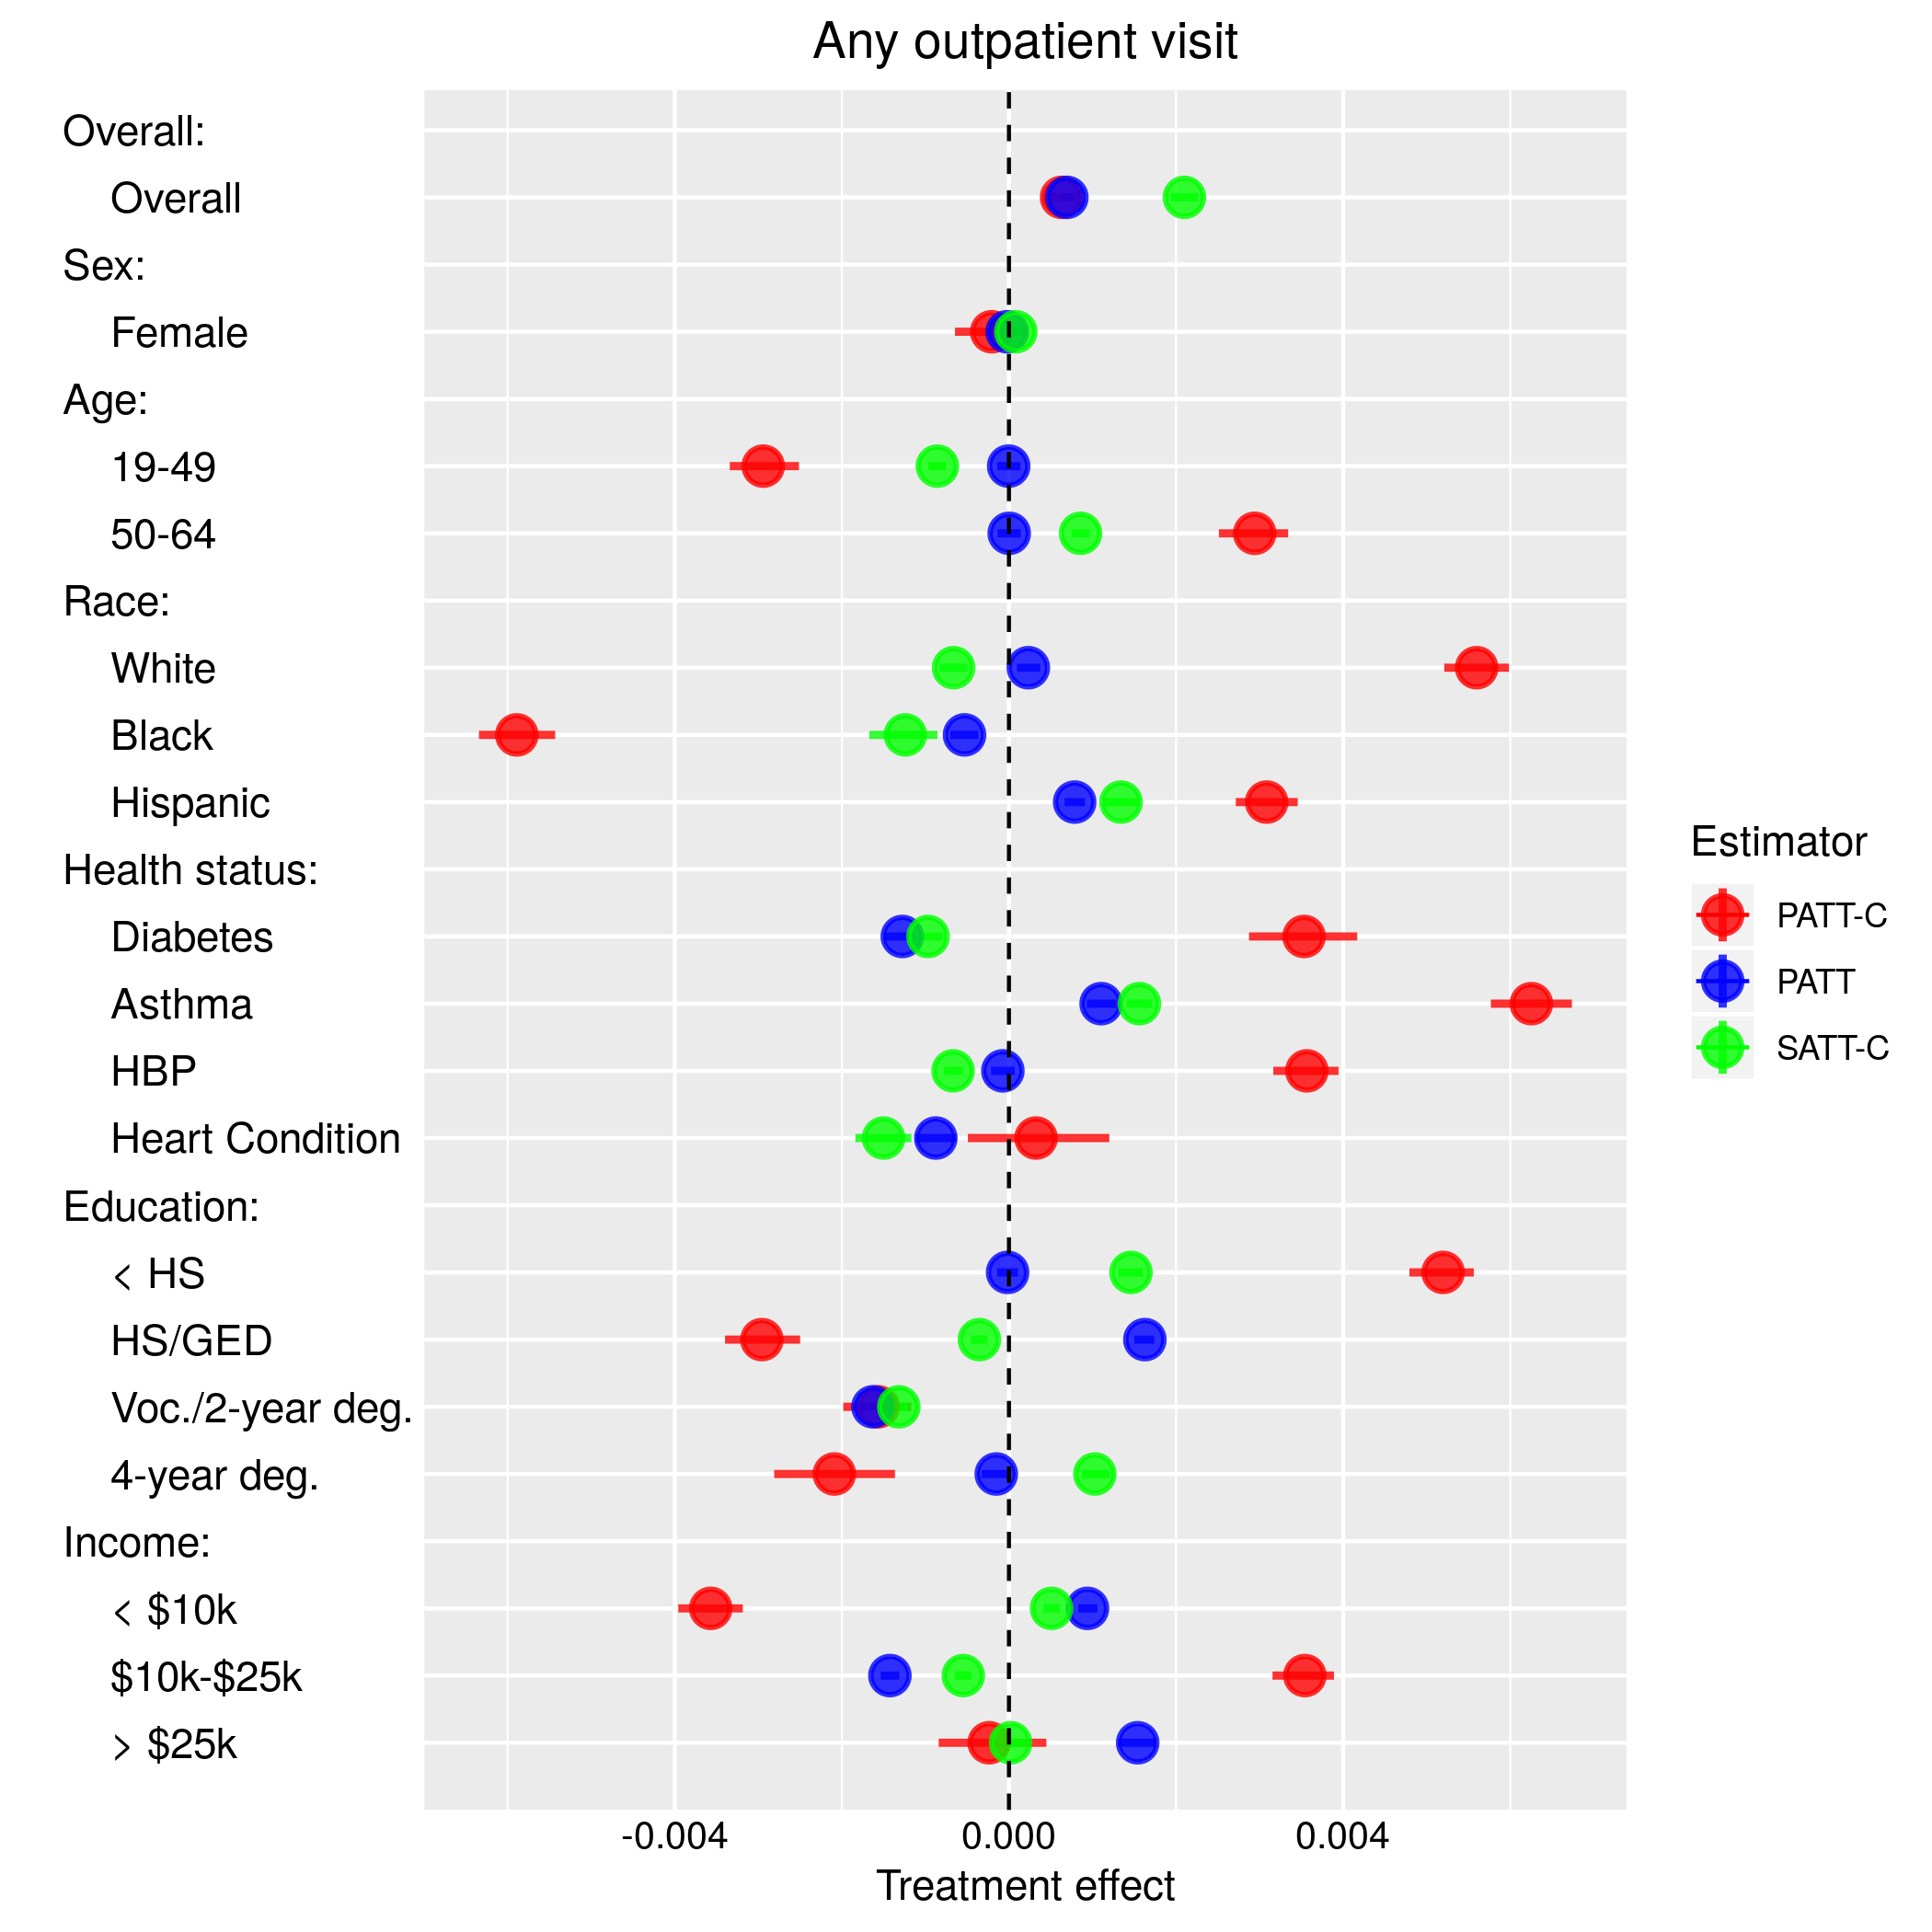 Any outpatient visit
Overall:
Overall
Sex:
Female
Age:
19-49
50-64
Race:
White
Black
Hispanic
Health status:
Diabetes
Asthma
HBP
Heart Condition
Education:
< HS
HS/GED
Voc./2-year deg.
4-year deg.
Income:
< $10k
$10k-$25k
> $25k
-0.004 0.000 0.004
Treatment effect
Estimator
PATT-C
PATT
SATT-C